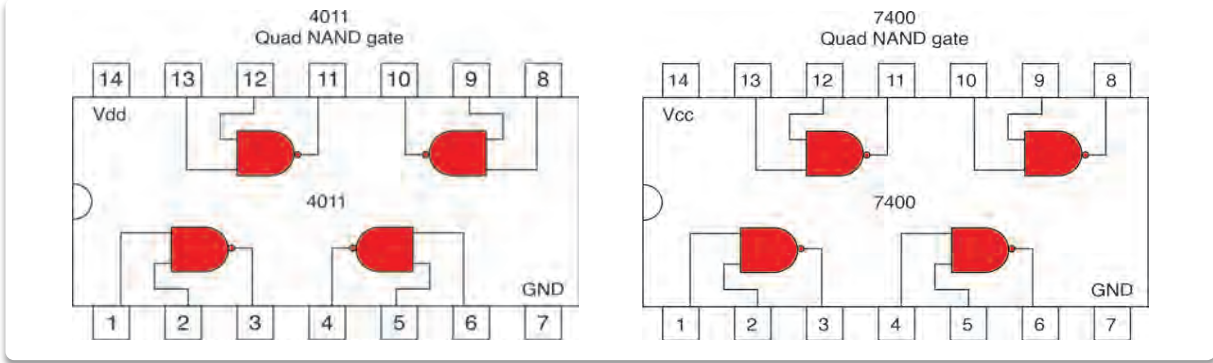 4011
Quad NAND gate
14 13 12 11 10 9 8
Vdd
4011
GND
1 2 3 4 5 6 7
7400
Quad NAND gate
14 13 12 11 10 9 8
Vcc
7400
GND
1 2 3 4 5 6 7